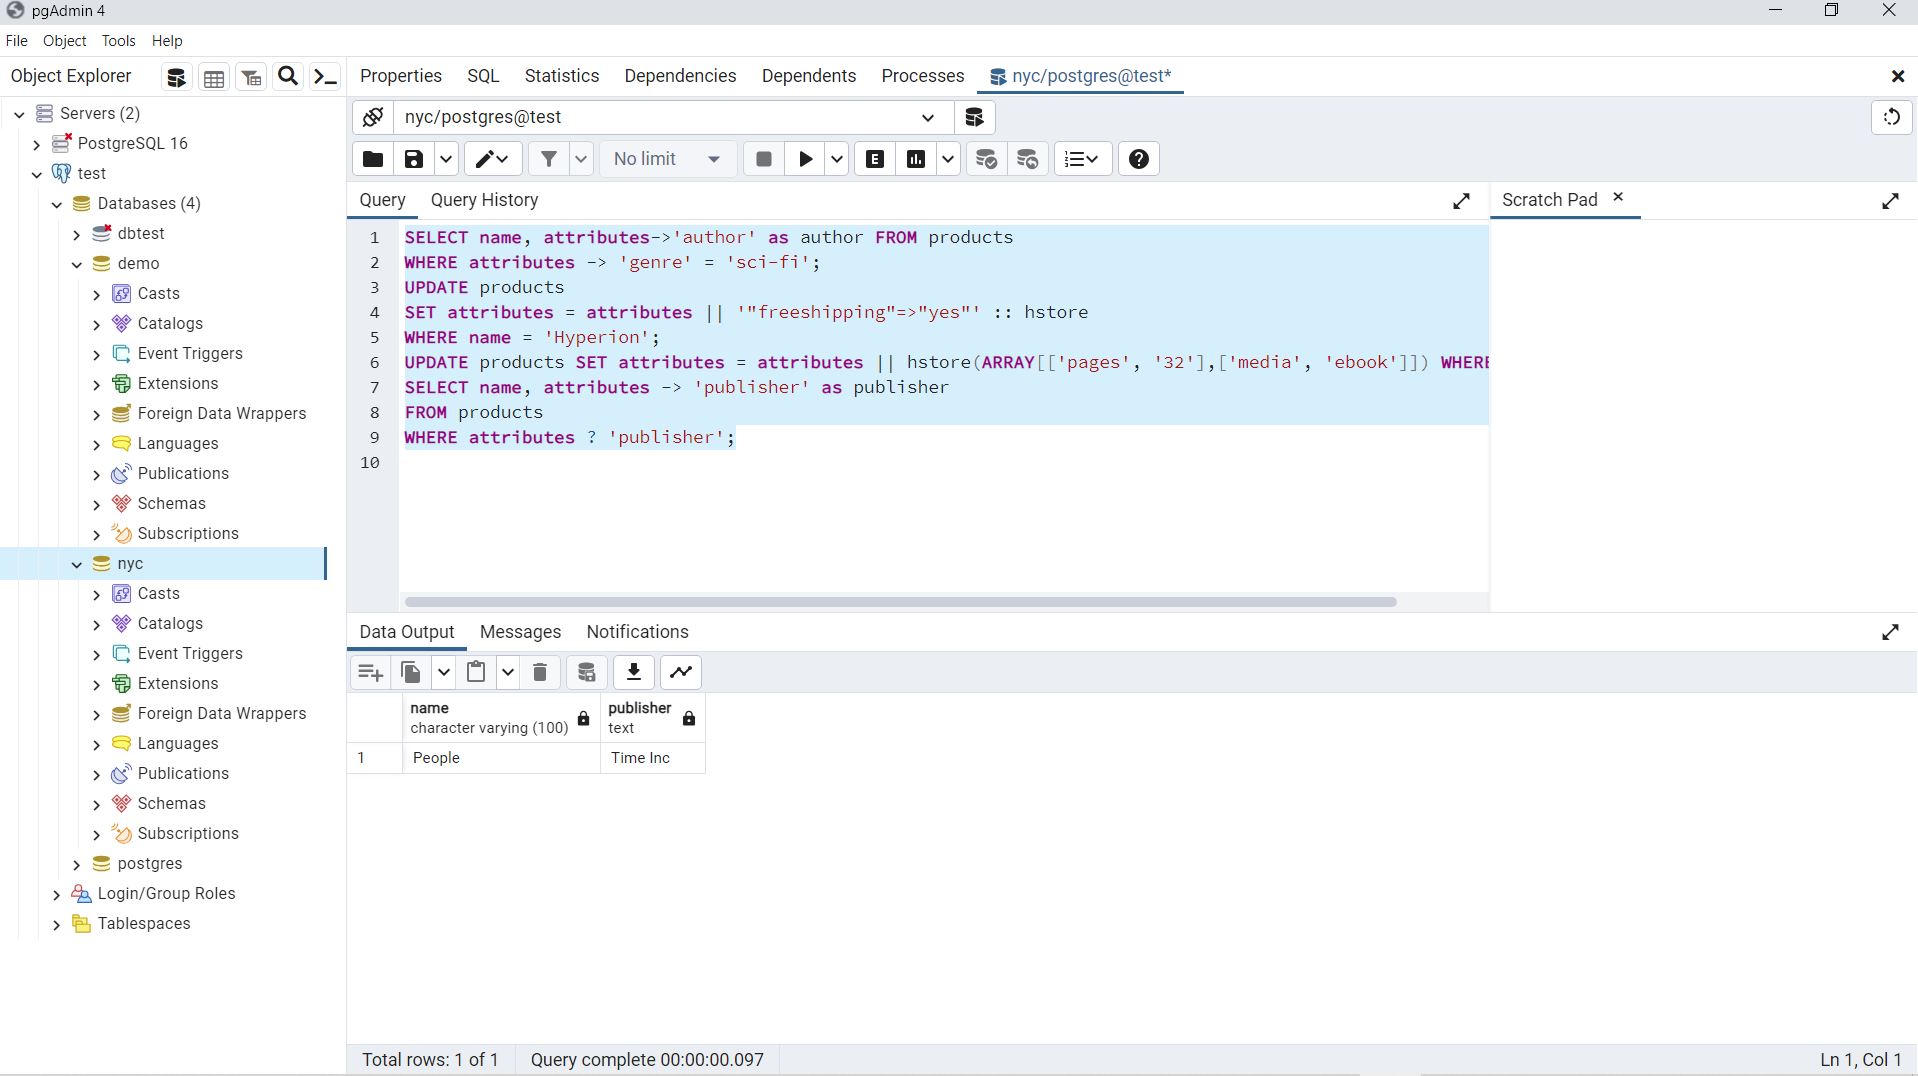 pgAdmin 4
File Object Tools Help
Object Explorer
Properties SQL Statistics Dependencies Dependents Processes nyc/postgres@test*
Servers (2)
PostgreSQL 16
test
Databases (4)
dbtest
demo
Casts
Catalogs
Event Triggers
Extensions
Foreign Data Wrappers
Languages
Publications
Schemas
Subscriptions
nyc
Casts
Catalogs
Event Triggers
Extensions
Foreign Data Wrappers
Languages
Publications
Schemas
Subscriptions
postgres
Login/Group Roles
Tablespaces
nyc/postgres@test
No limit
E
Query Query History
Scratch Pad
1 SELECT name, attributes->'author' as author FROM products
2 WHERE attributes -> 'genre' = 'sci-fi';
3 UPDATE products
4 SET attributes = attributes || '"freeshipping"=>"yes"' :: hstore
5 WHERE name = 'Hyperion';
6 UPDATE products SET attributes = attributes || hstore(ARRAY[['pages', '32'],['media', 'ebook']]) WHERE
7 SELECT name, attributes -> 'publisher' as publisher
8 FROM products
9 WHERE attributes ? 'publisher';
10
Data Output Messages Notifications
name publisher
character varying (100) text
1 People Time Inc
Total rows: 1 of 1 Query complete 00:00:00.097 Ln 1, Col 1